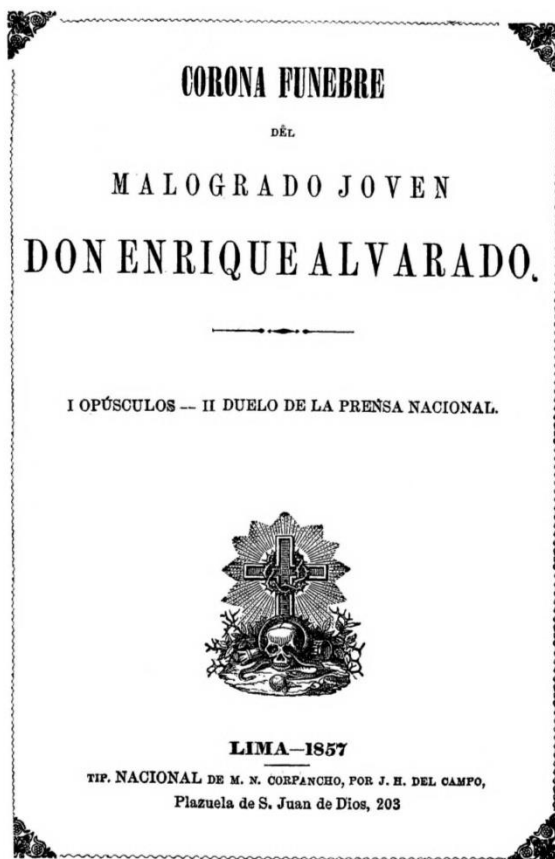 CORONA FUNEBRE
DEL
MALOGRADO JOVEN
DON ENRIQUE ALVARADO.
I OPÚSCULOS — II DUELO DE LA PRENSA NACIONAL.
LIMA—1857
TIP. NACIONAL DE M. N. CORPANCHO, POR J. H. DEL CAMPO,
Plazuela de S. Juan de Dios, 203